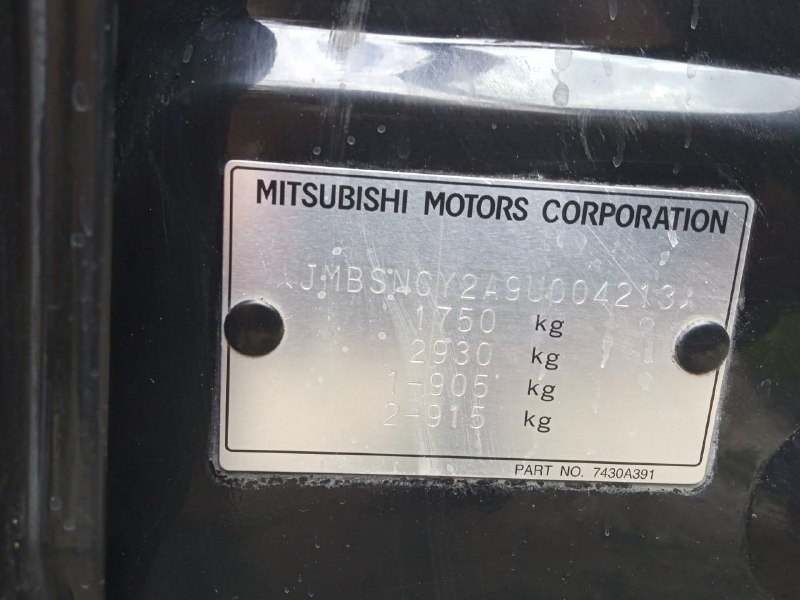 MITSUBISHI MOTORS CORPORATION
JMBSNCY2A9U004213
1750 kg
2930 kg
1-905 kg
2-915 kg
PART NO. 7430A391